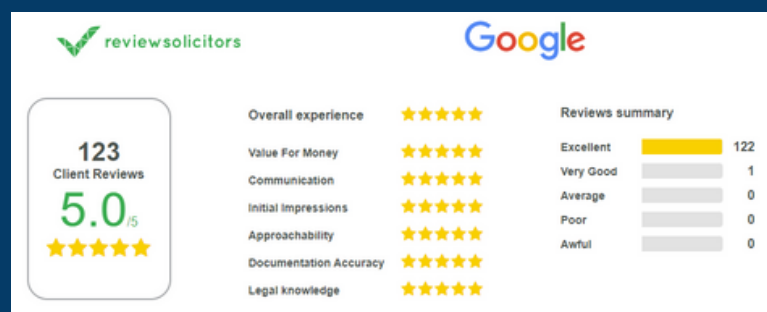 reviewsolicitors
Google
123
Client Reviews
5.0/5
Overall experience
Value For Money
Communication
Initial Impressions
Approachability
Documentation Accuracy
Legal knowledge
Reviews summary
Excellent 122
Very Good 1
Average 0
Poor 0
Awful 0